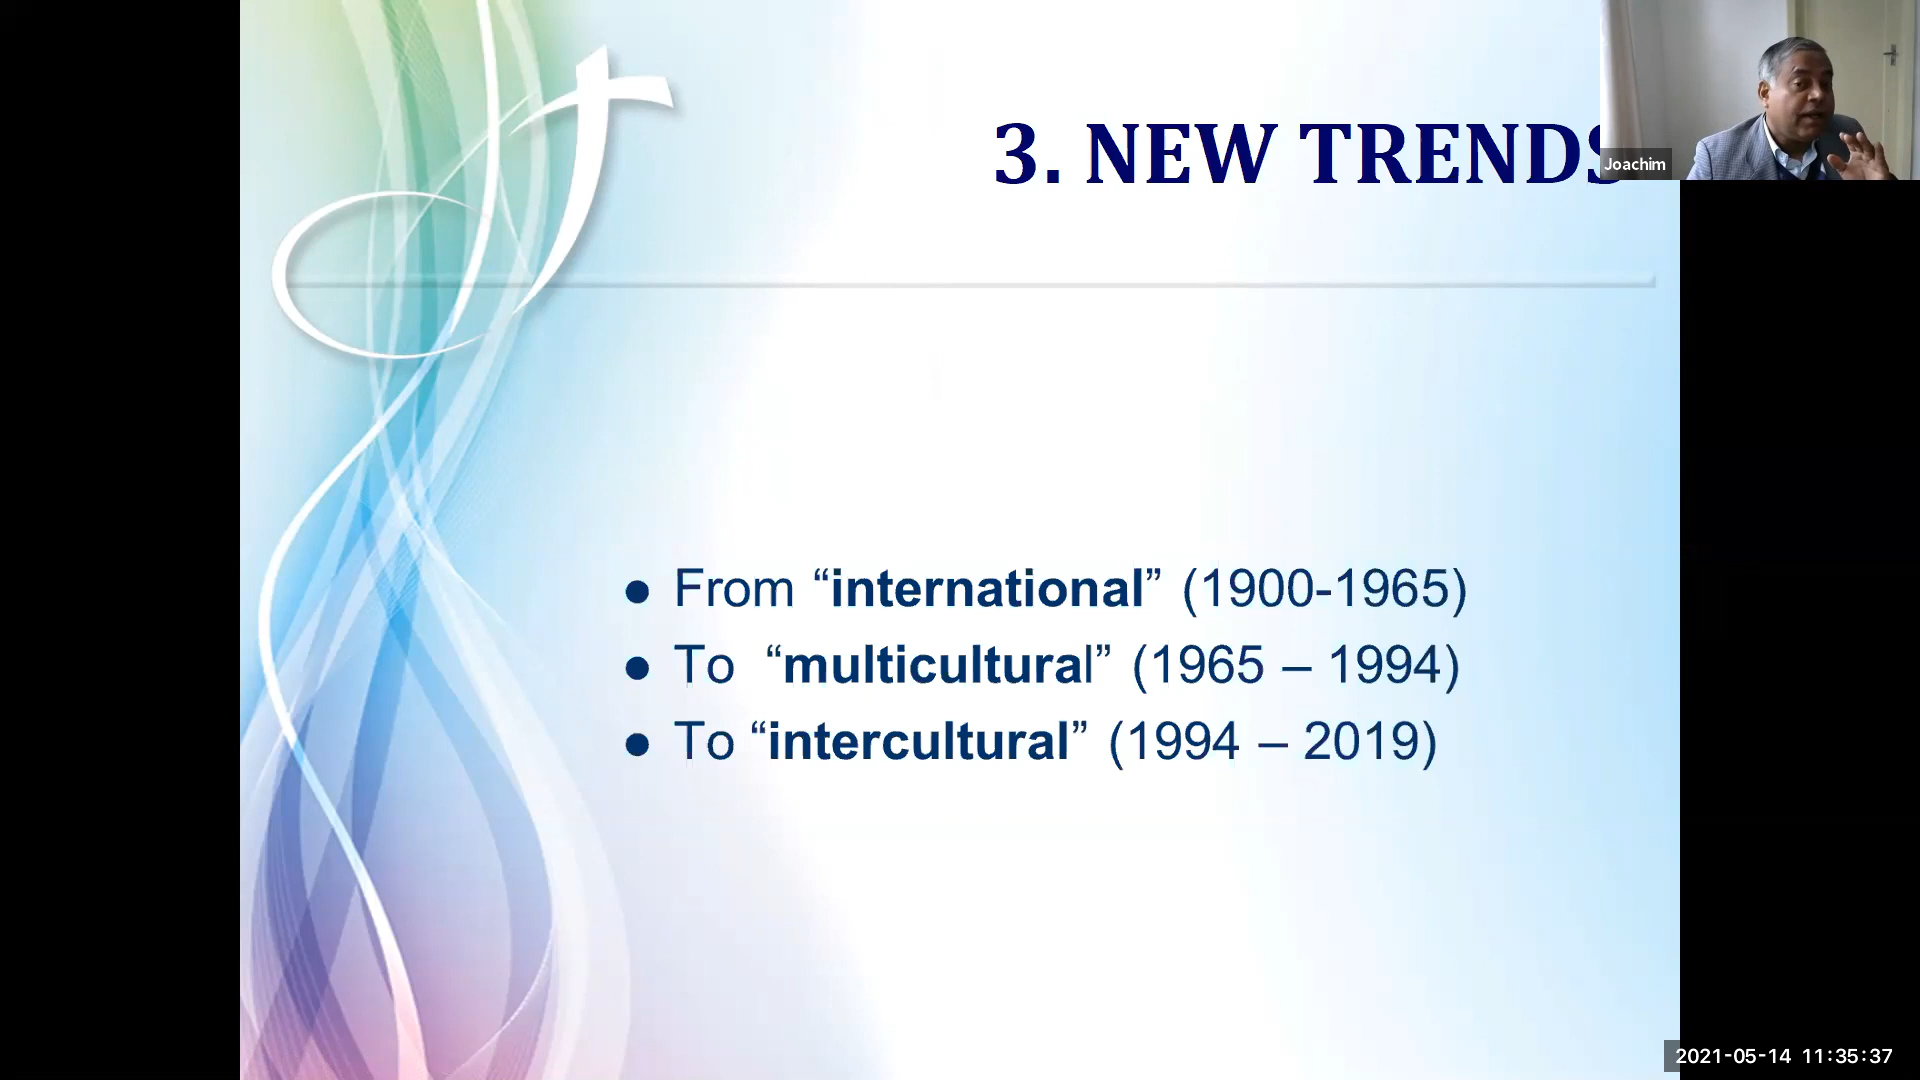 3. NEW TRENDS
Joachim
● From “international” (1900-1965)
● To “multicultural” (1965 – 1994)
● To “intercultural” (1994 – 2019)
2021-05-14 11:35:37